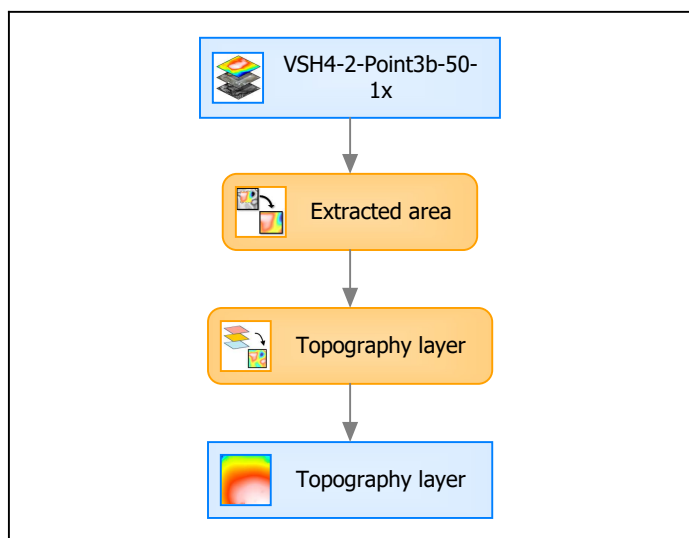 VSH4-2-Point3b-50-
1x
Extracted area
Topography layer
Topography layer